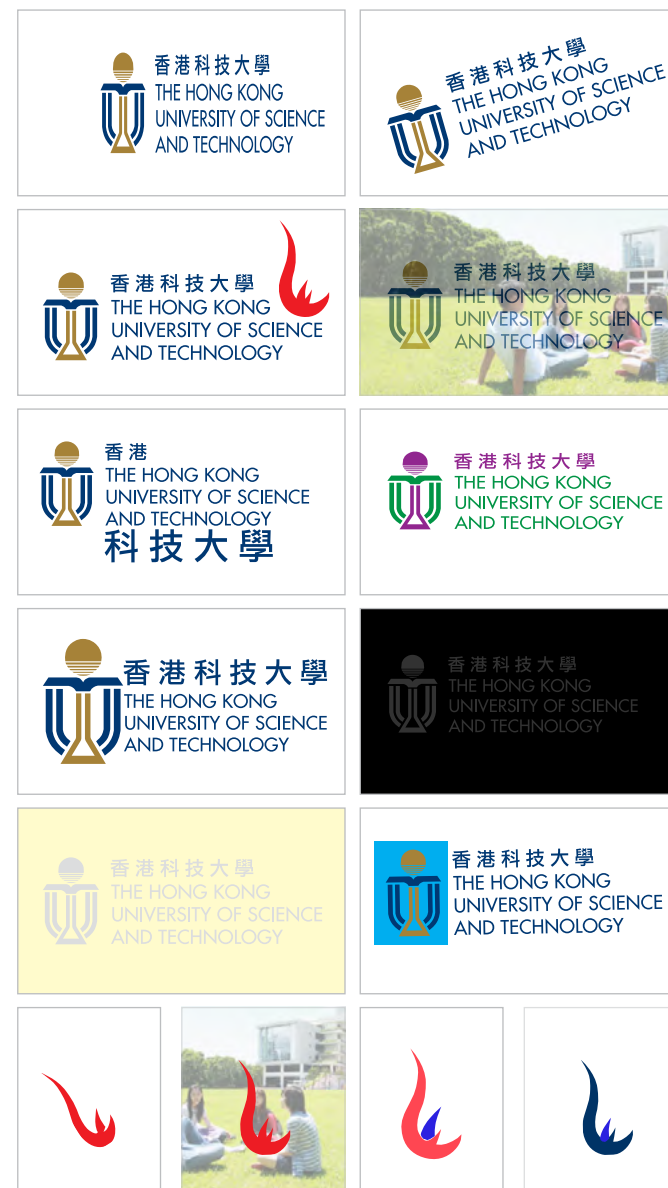 香港科技大學
THE HONG KONG
UNIVERSITY OF SCIENCE
AND TECHNOLOGY
香港科技大學
THE HONG KONG
UNIVERSITY OF SCIENCE
AND TECHNOLOGY
香港科技大學
THE HONG KONG
UNIVERSITY OF SCIENCE
AND TECHNOLOGY
香港科技大學
THE HONG KONG
UNIVERSITY OF SCIENCE
AND TECHNOLOGY
香港
THE HONG KONG
UNIVERSITY OF SCIENCE
AND TECHNOLOGY
科技大學
香港科技大學
THE HONG KONG
UNIVERSITY OF SCIENCE
AND TECHNOLOGY
香港科技大學
THE HONG KONG
UNIVERSITY OF SCIENCE
AND TECHNOLOGY
香港科技大學
THE HONG KONG
UNIVERSITY OF SCIENCE
AND TECHNOLOGY
香港科技大學
THE HONG KONG
UNIVERSITY OF SCIENCE
AND TECHNOLOGY
香港科技大學
THE HONG KONG
UNIVERSITY OF SCIENCE
AND TECHNOLOGY